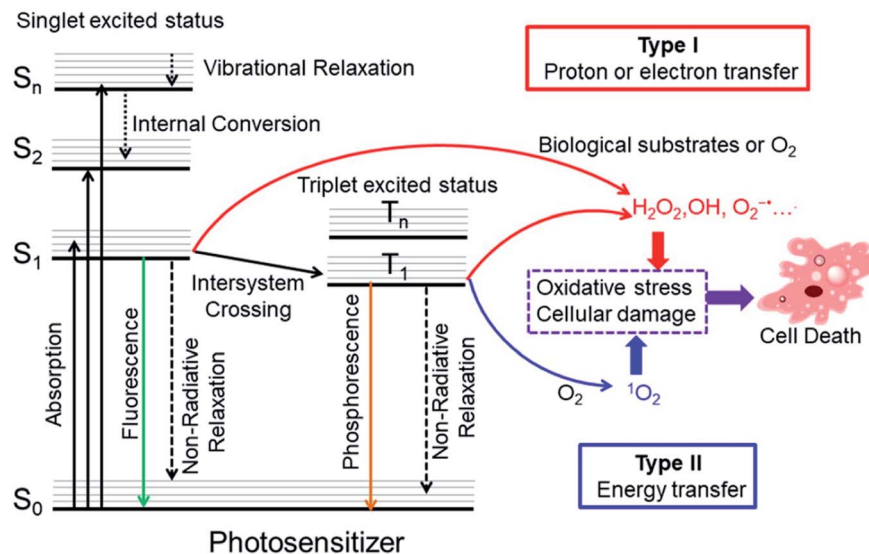 Singlet excited status
Sn
Vibrational Relaxation
Internal Conversion
S2
S1
Triplet excited status
Tn
T1
Intersystem
Crossing
Absorption
Fluorescence
Non-Radiative
Relaxation
Phosphorescence
Non-Radiative
Relaxation
S0
Photosensitizer
Type I
Proton or electron transfer
Biological substrates or O2
H2O2,OH, O2−•....
Oxidative stress
Cellular damage
Cell Death
O2
1O2
Type II
Energy transfer